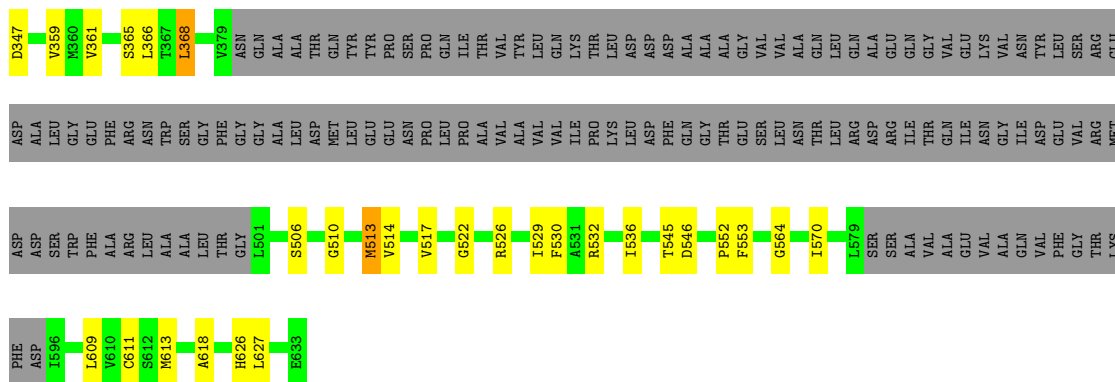 D347 V359 M360 V361 S365 L366 T367 L368 V379 ASN GLN ALA ALA THR GLN TYR TYR PRO SER PRO GLN ILE THR VAL TYR LEU GLN LYS THR LEU ASP ASP ASP ALA ALA ALA GLY VAL VAL ALA GLN LEU GLN ALA GLU GLN GLY VAL GLU LYS VAL ASN TYR LEU SER ARG GLU
ASP ALA LEU GLY GLU PHE ARG ASN TRP SER GLY PHE GLY GLY ALA LEU ASP MET LEU GLU GLU ASN PRO LEU PRO ALA VAL ALA VAL VAL ILE PRO LYS LEU ASP PHE GLN GLY THR GLU SER LEU ASN THR LEU ARG ASP ARG ILE THR GLN ILE ASN GLY ILE ASP GLU VAL ARG MET
ASP ASP SER TRP PHE ALA ARG LEU ALA ALA LEU THR GLY L501 S506 G510 M513 V514 V517 G522 R526 I529 F530 A531 R532 I536 T545 D546 P552 F553 G564 I570 L579 SER SER ALA VAL ALA GLU VAL ALA GLN VAL PHE GLY THR LYS
PHE ASP I596 L609 V610 C611 S612 M613 A618 H626 L627 E633